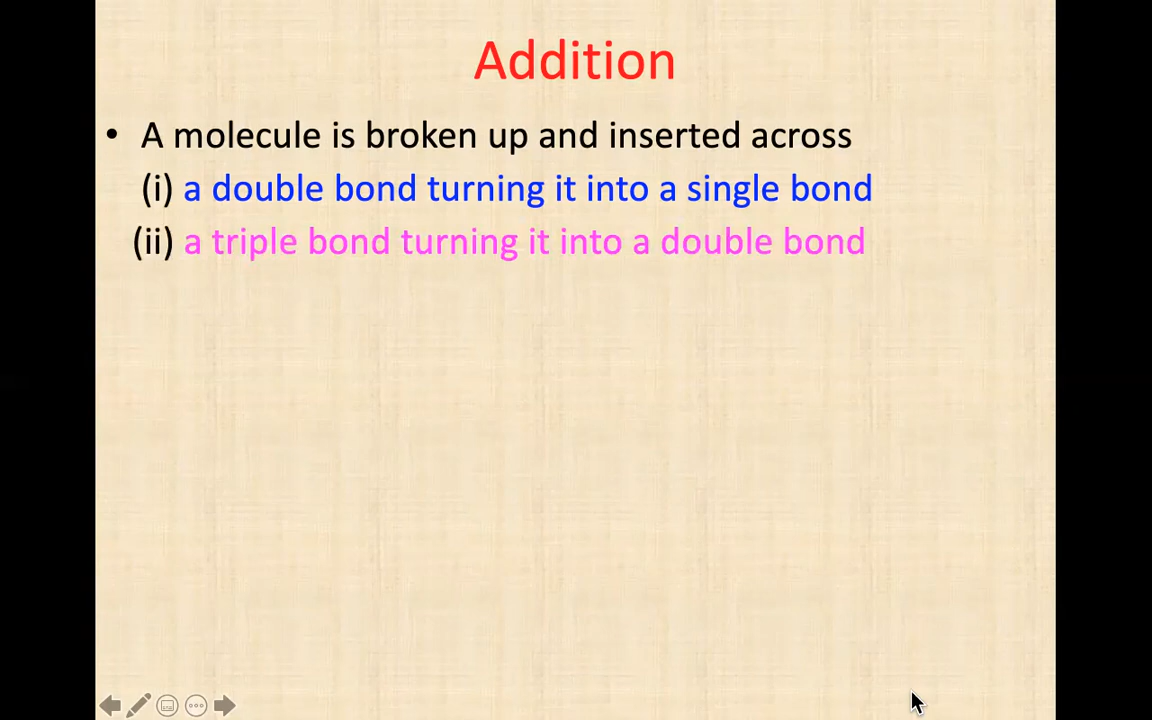 Addition
• A molecule is broken up and inserted across
(i) a double bond turning it into a single bond
(ii) a triple bond turning it into a double bond